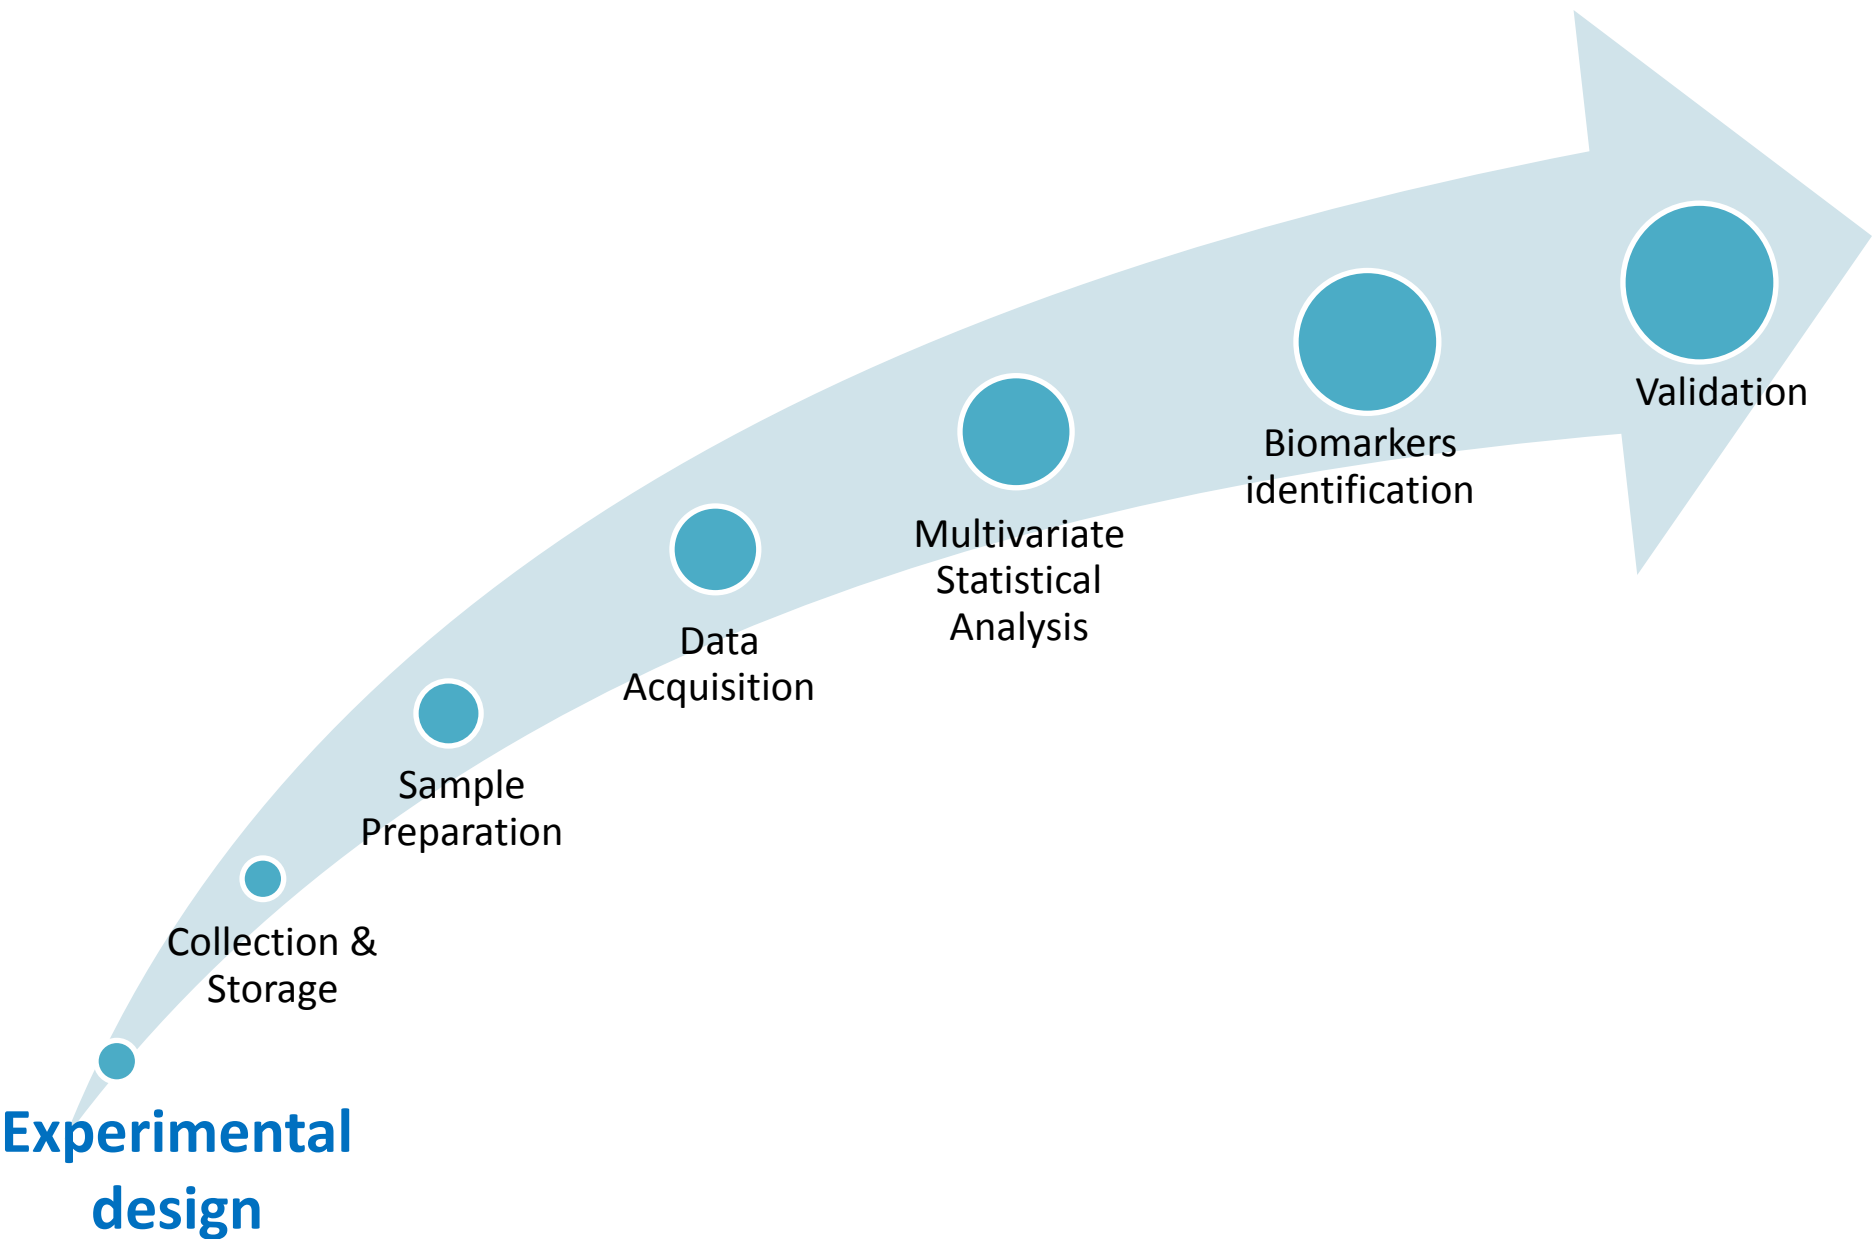 Experimental
design
Collection &
Storage
Sample
Preparation
Data
Acquisition
Multivariate
Statistical
Analysis
Biomarkers
identification
Validation